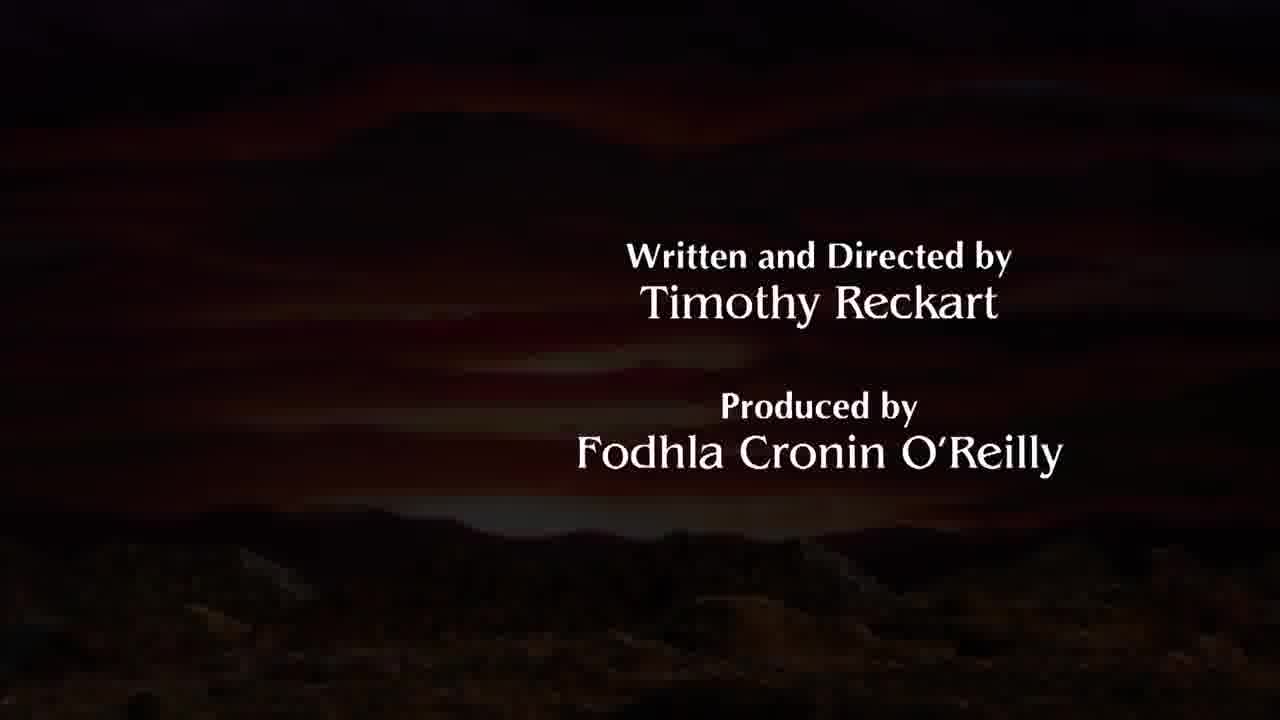 Written and Directed by
Timothy Reckart
Produced by
Fodhla Cronin O'Reilly